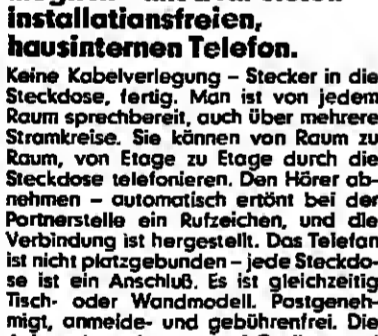 installationsfreien,
hausinternen Telefon.
Keine Kabelverlegung – Stecker in die
Steckdose, fertig. Man ist von jedem
Raum sprechbereit, auch über mehrere
Stromkreise. Sie können von Raum zu
Raum, von Etage zu Etage durch die
Steckdose telefonieren. Den Hörer ab-
nehmen – automatisch ertönt bei der
Partnerstelle ein Rufzeichen, und die
Verbindung ist hergestellt. Das Telefon
ist nicht platzgebunden – jede Steckdo-
se ist ein Anschluß. Es ist gleichzeitig
Tisch- oder Wandmodell. Postgeneh-
migt, anmelde- und gebührenfrei. Die